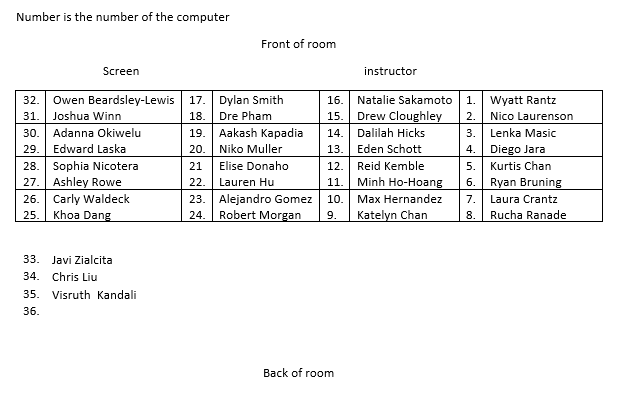 Number is the number of the computer
Front of room
Screen instructor
32. Owen Beardsley-Lewis 17. Dylan Smith 16. Natalie Sakamoto 1. Wyatt Rantz
31. Joshua Winn 18. Dre Pham 15. Drew Cloughley 2. Nico Laurenson
30. Adanna Okiwelu 19. Aakash Kapadia 14. Dalilah Hicks 3. Lenka Masic
29. Edward Laska 20. Niko Muller 13. Eden Schott 4. Diego Jara
28. Sophia Nicotera 21 Elise Donaho 12. Reid Kemble 5. Kurtis Chan
27. Ashley Rowe 22. Lauren Hu 11. Minh Ho-Hoang 6. Ryan Bruning
26. Carly Waldeck 23. Alejandro Gomez 10. Max Hernandez 7. Laura Crantz
25. Khoa Dang 24. Robert Morgan 9. Katelyn Chan 8. Rucha Ranade
33. Javi Zialcita
34. Chris Liu
35. Visruth Kandali
36.
Back of room